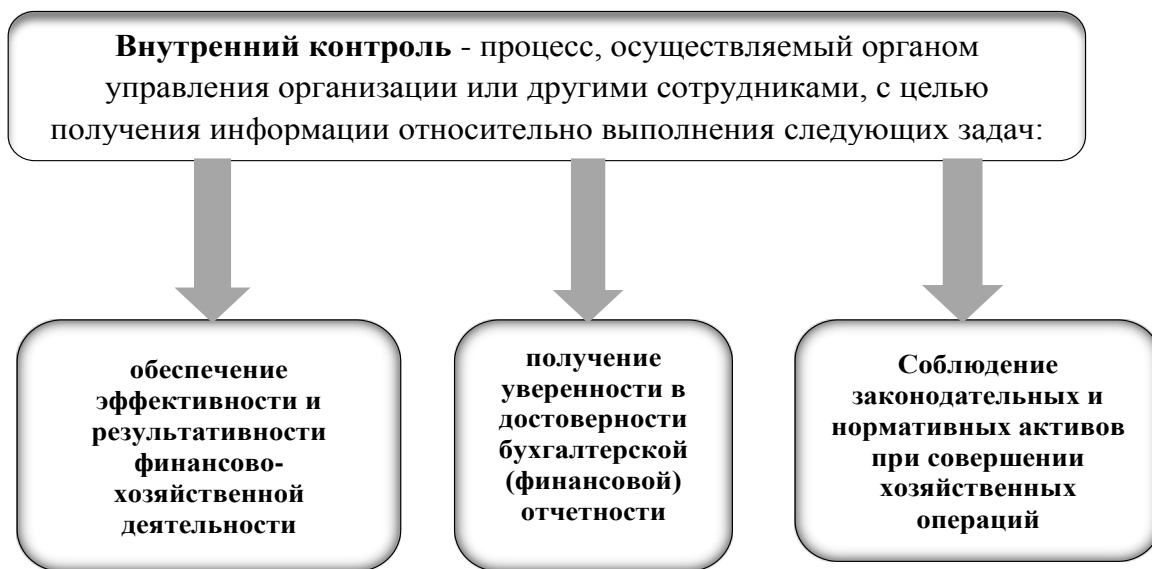 Внутренний контроль - процесс, осуществляемый органом
управления организации или другими сотрудниками, с целью
получения информации относительно выполнения следующих задач:
обеспечение
эффективности и
результативности
финансово-
хозяйственной
деятельности
получение
уверенности в
достоверности
бухгалтерской
(финансовой)
отчетности
Соблюдение
законодательных и
нормативных активов
при совершении
хозяйственных
операций